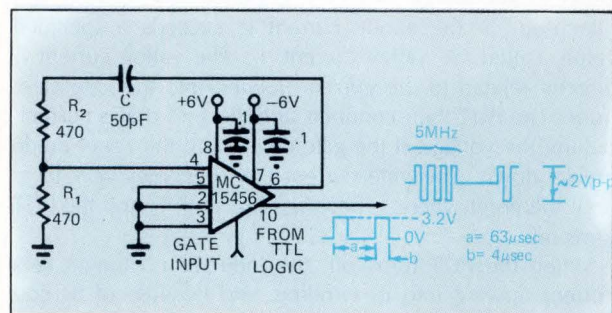 C
50pF
R2
470
R1
470
+6V
-6V
.1
.1
8
7
4
5
2
3
6
10
MC
15456
GATE
INPUT
FROM
TTL
LOGIC
5MHz
~2Vp-p
3.2V
0V
a
b
a= 63µsec
b= 4µsec